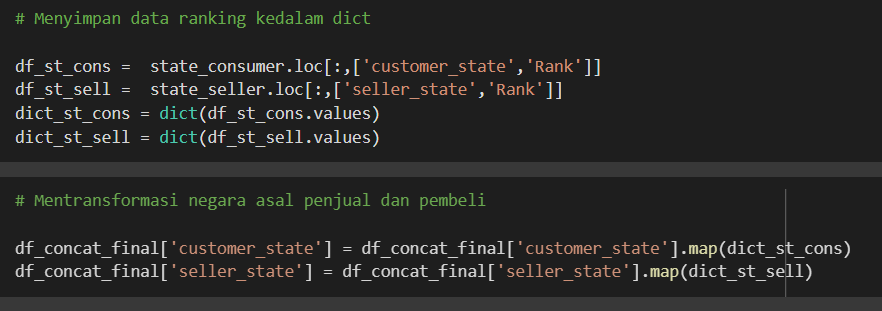 # Menyimpan data ranking kedalam dict
df_st_cons =  state_consumer.loc[:,['customer_state','Rank']]
df_st_sell =  state_seller.loc[:,['seller_state','Rank']]
dict_st_cons = dict(df_st_cons.values)
dict_st_sell = dict(df_st_sell.values)
# Mentransformasi negara asal penjual dan pembeli
df_concat_final['customer_state'] = df_concat_final['customer_state'].map(dict_st_cons)
df_concat_final['seller_state'] = df_concat_final['seller_state'].map(dict_st_sell)